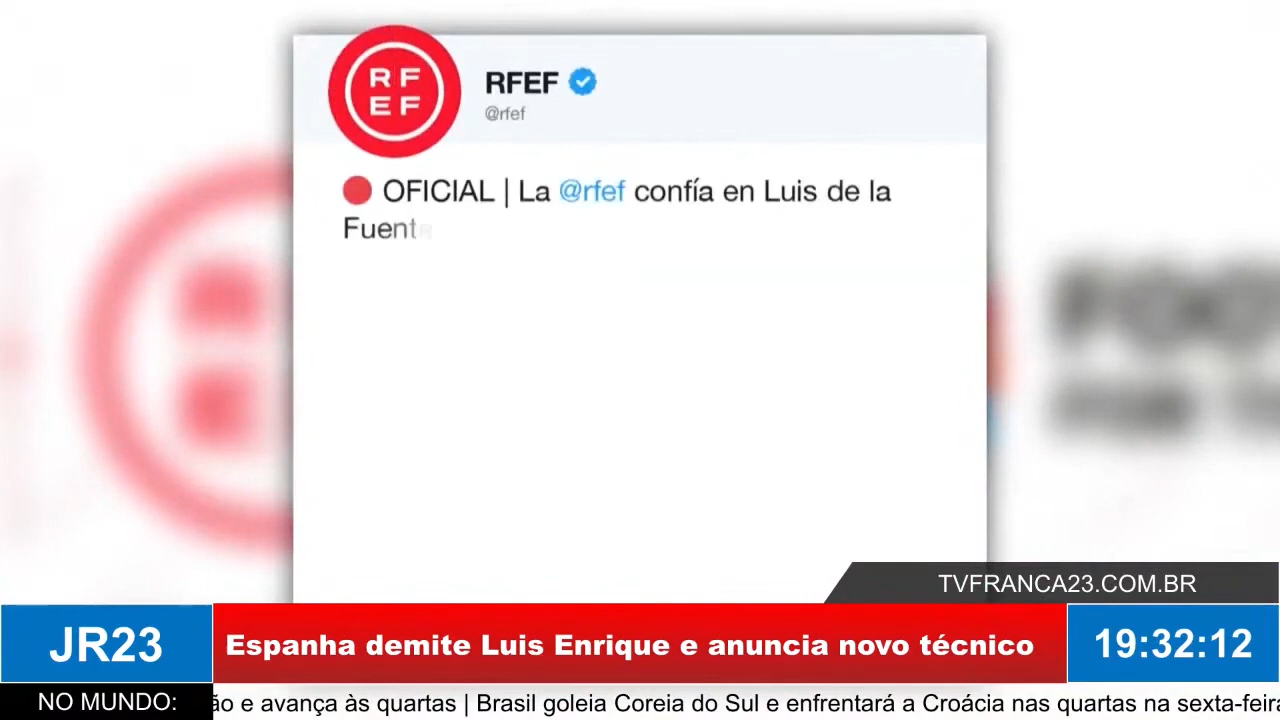 RF
EF
RFEF
@rfef
OFICIAL | La @rfef confía en Luis de la
Fuent
TVFRANCA23.COM.BR
JR23
Espanha demite Luis Enrique e anuncia novo técnico
19:32:12
NO MUNDO:
ão e avança às quartas | Brasil goleia Coreia do Sul e enfrentará a Croácia nas quartas na sexta-feira